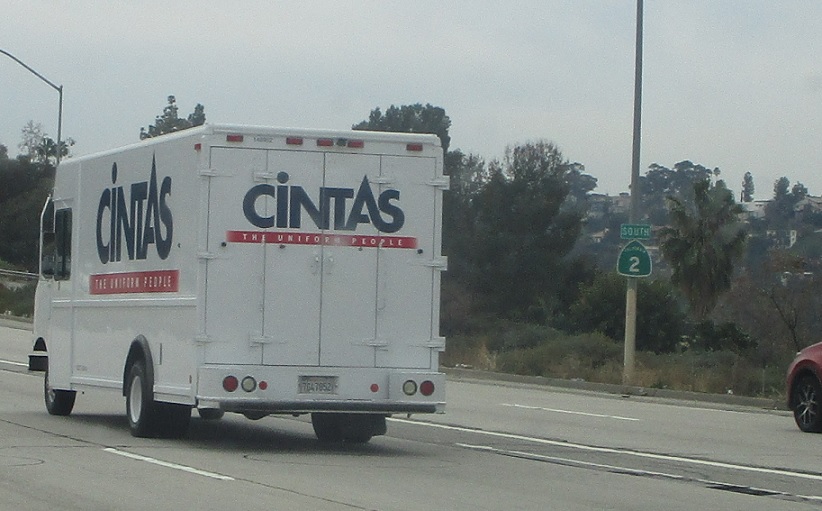 CiNTAS
THE UNIFORM PEOPLE
CiNTAS
THE UNIFORM PEOPLE
SOUTH
2